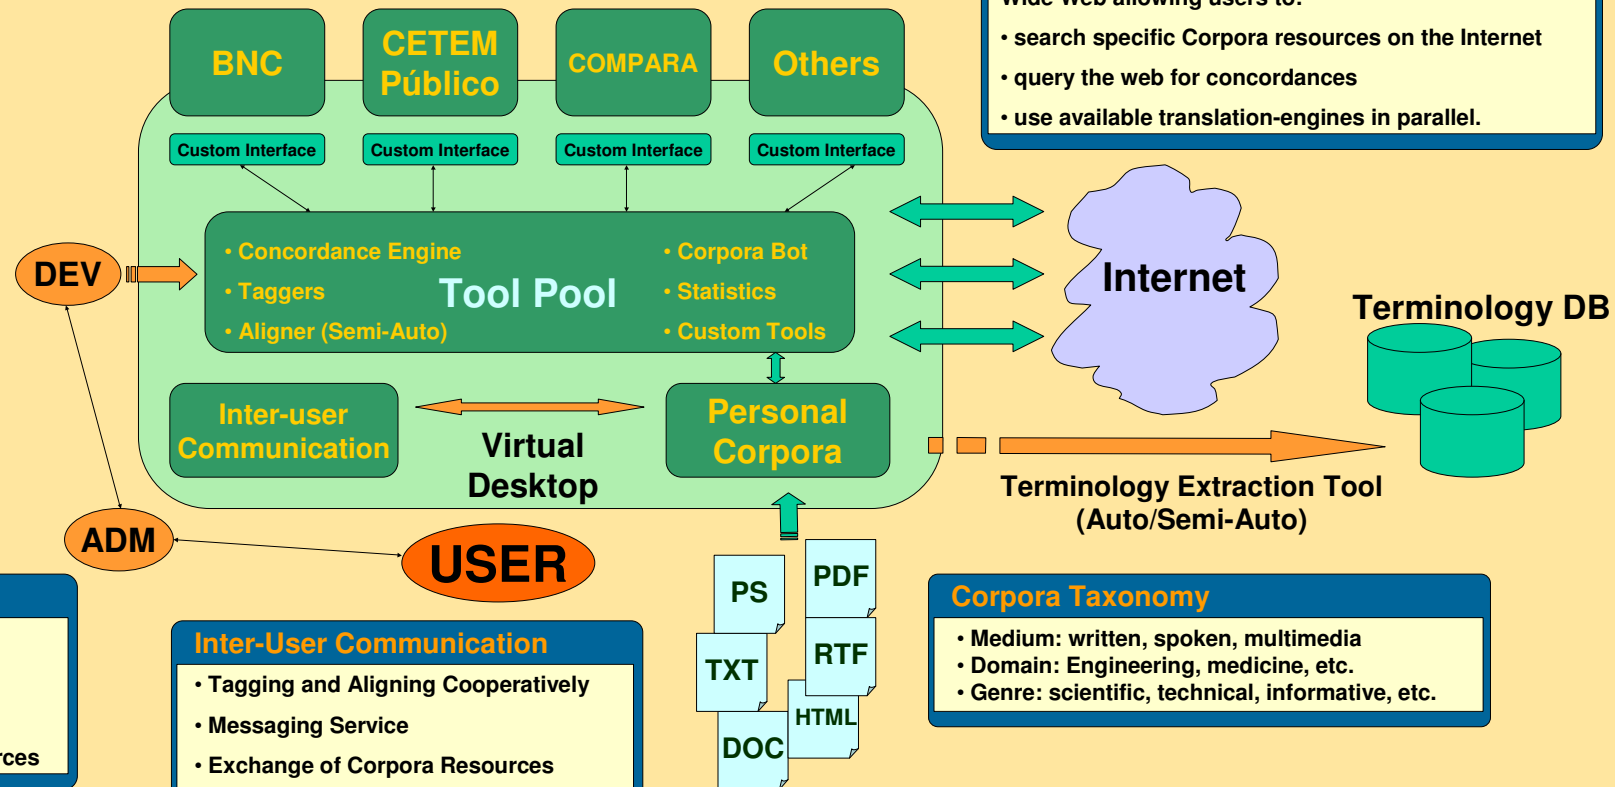 Wide Web allowing users to:
• search specific Corpora resources on the Internet
• query the web for concordances
• use available translation-engines in parallel.
BNC
CETEM
Público
COMPARA
Others
Custom Interface
Custom Interface
Custom Interface
Custom Interface
• Concordance Engine
• Taggers
• Aligner (Semi-Auto)
Tool Pool
• Corpora Bot
• Statistics
• Custom Tools
DEV
Internet
Terminology DB
Inter-user
Communication
Virtual
Desktop
Personal
Corpora
Terminology Extraction Tool
(Auto/Semi-Auto)
ADM
USER
PS
PDF
TXT
RTF
HTML
DOC
Corpora Taxonomy
• Medium: written, spoken, multimedia
• Domain: Engineering, medicine, etc.
• Genre: scientific, technical, informative, etc.
Inter-User Communication
• Tagging and Aligning Cooperatively
• Messaging Service
• Exchange of Corpora Resources
rces